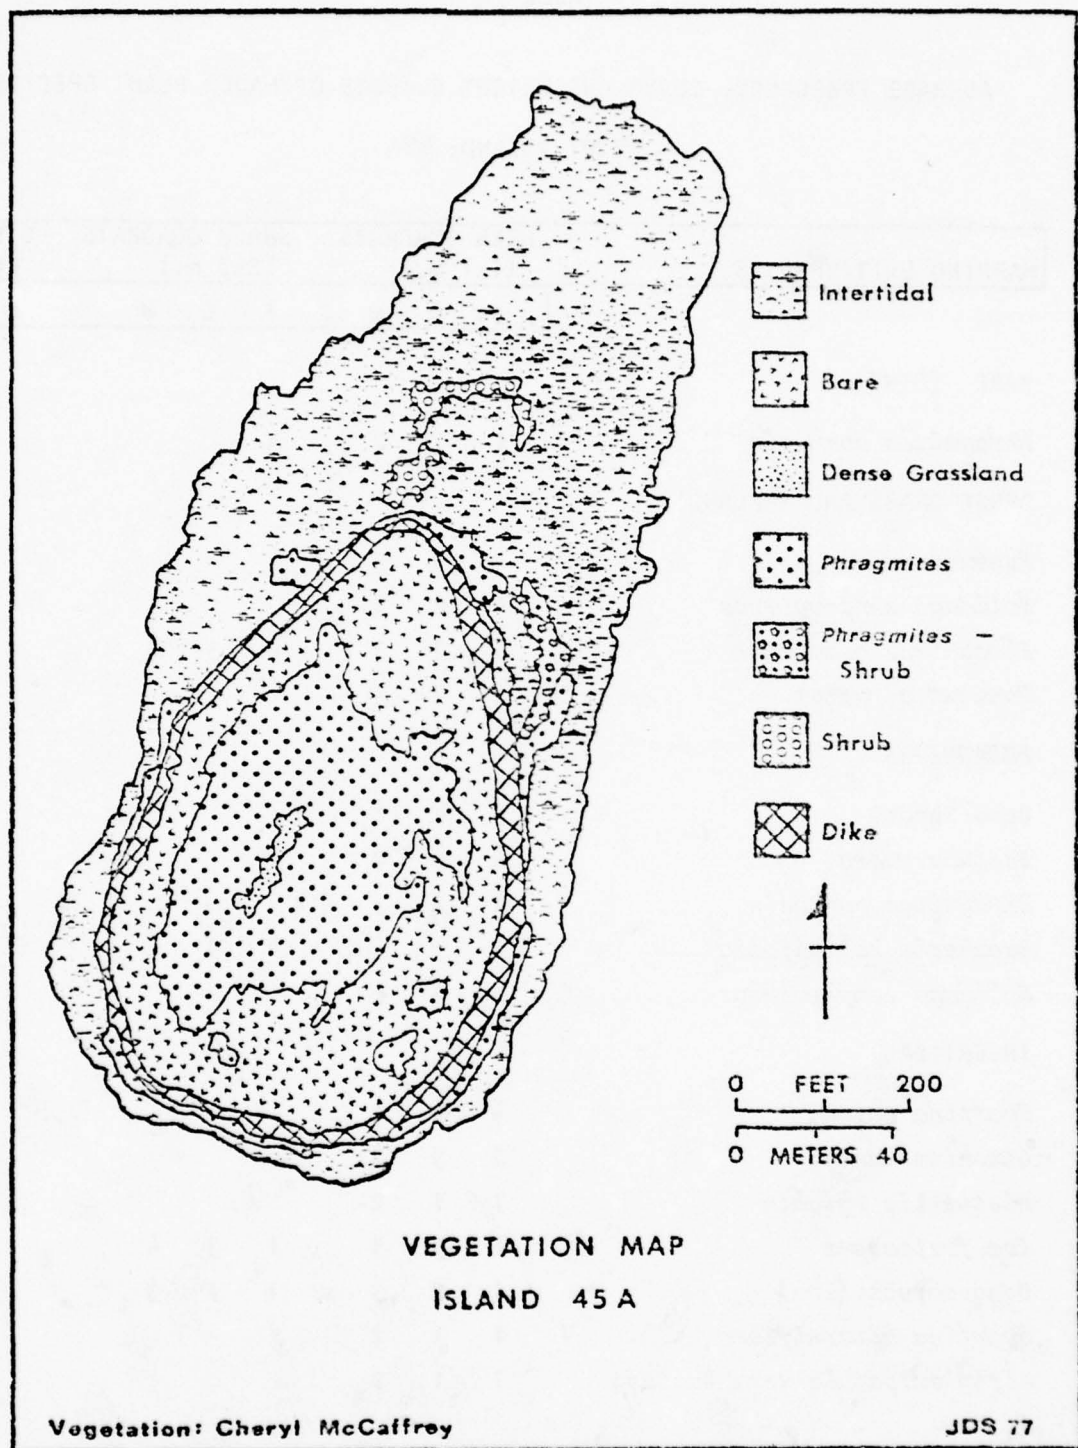 Intertidal
Bare
Dense Grassland
Phragmites
Phragmites –
Shrub
Shrub
Dike
0 FEET 200
0 METERS 40
VEGETATION MAP
ISLAND 45A
Vegetation: Cheryl McCaffrey
JDS 77